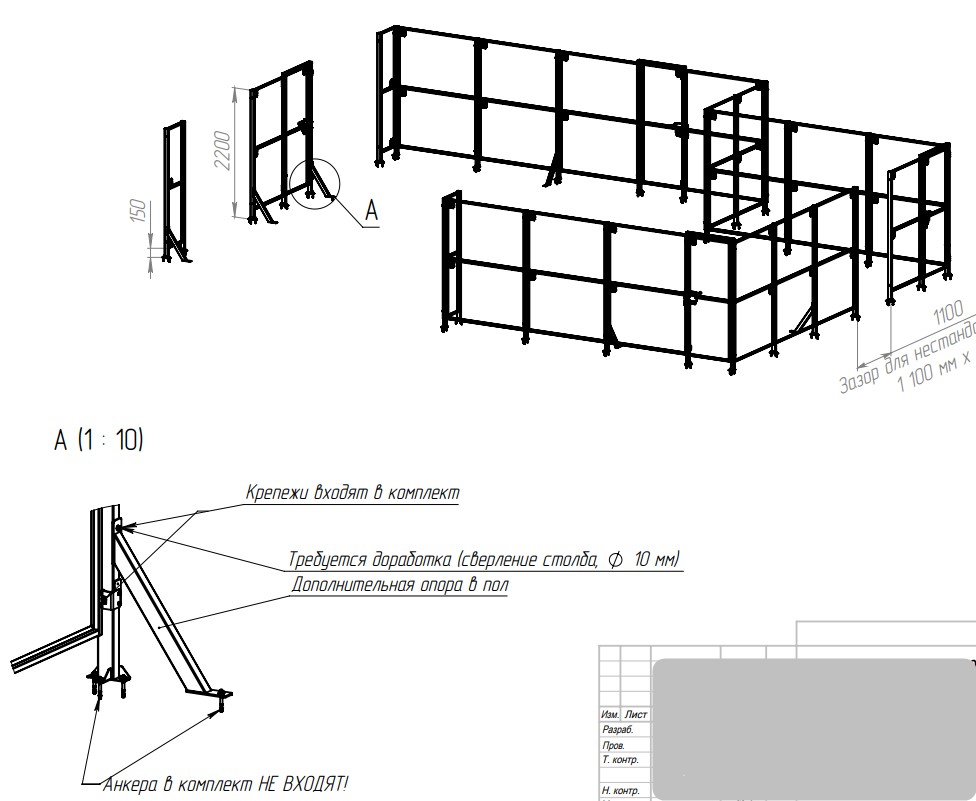 2200
А
150
1100
Зазор для нестанда
1 100 мм х
А (1 : 10)
Крепежи входят в комплект
Требуется доработка (сверление столба, ϕ 10 мм)
Дополнительная опора в пол
Изм. Лист
Разраб.
Пров.
Т. контр.
Н. контр.
Анкера в комплект НЕ ВХОДЯТ!